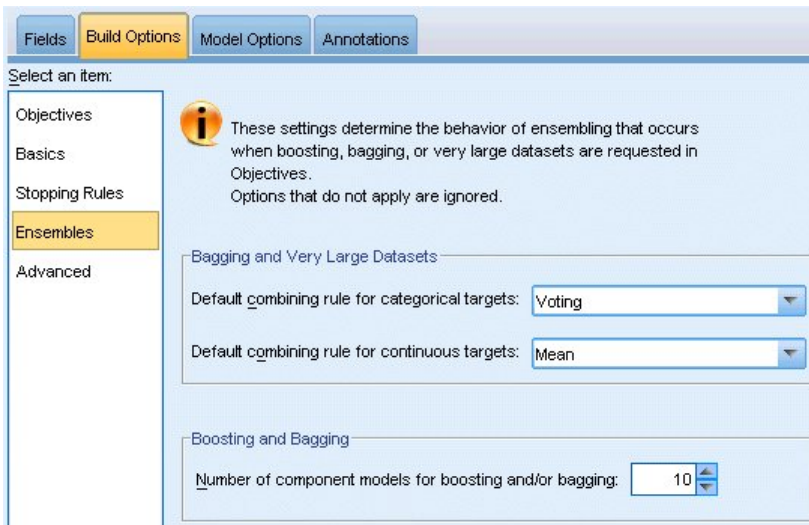 Fields Build Options Model Options Annotations
Select an item:
Objectives
Basics
Stopping Rules
Ensembles
Advanced
These settings determine the behavior of ensembling that occurs
when boosting, bagging, or very large datasets are requested in
Objectives.
Options that do not apply are ignored.
Bagging and Very Large Datasets
Default combining rule for categorical targets: Voting
Default combining rule for continuous targets: Mean
Boosting and Bagging
Number of component models for boosting and/or bagging: 10